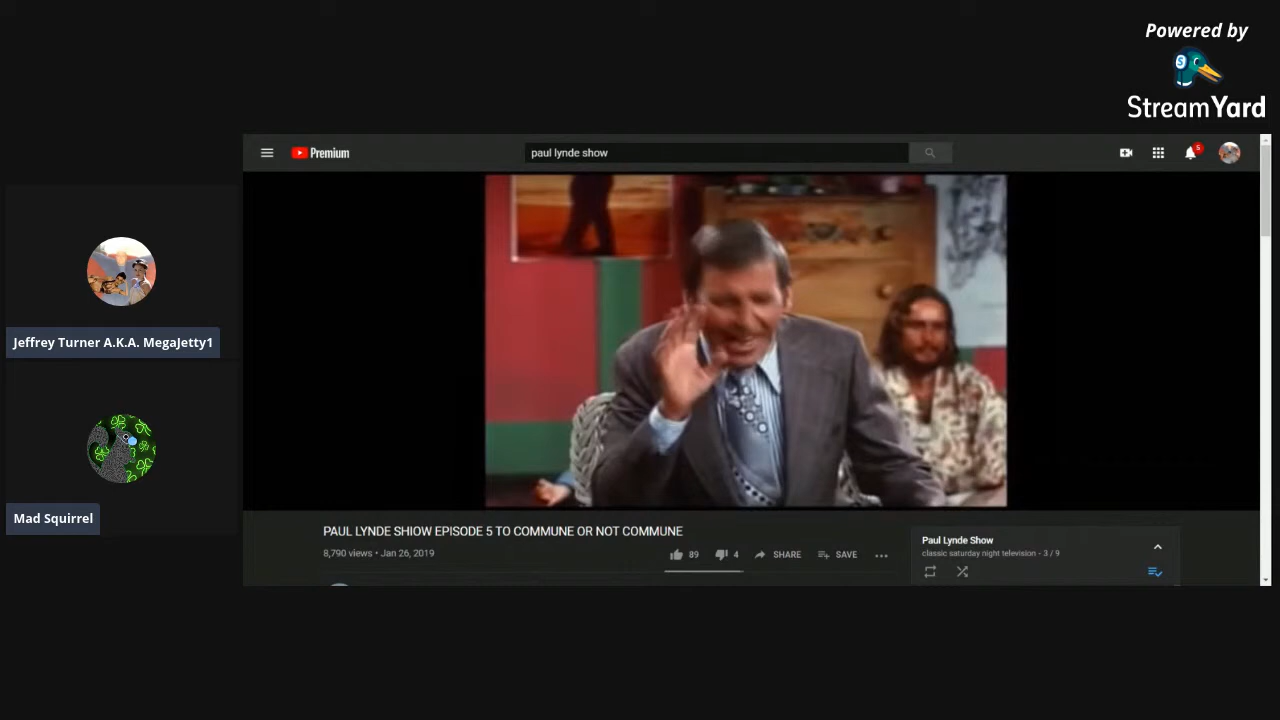 Powered by
StreamYard
Premium
paul lynde show
5
Jeffrey Turner A.K.A. MegaJetty1
Mad Squirrel
PAUL LYNDE SHIOW EPISODE 5 TO COMMUNE OR NOT COMMUNE
8,790 views • Jan 26, 2019
89
4
SHARE
SAVE
Paul Lynde Show
classic saturday night television - 3 / 9